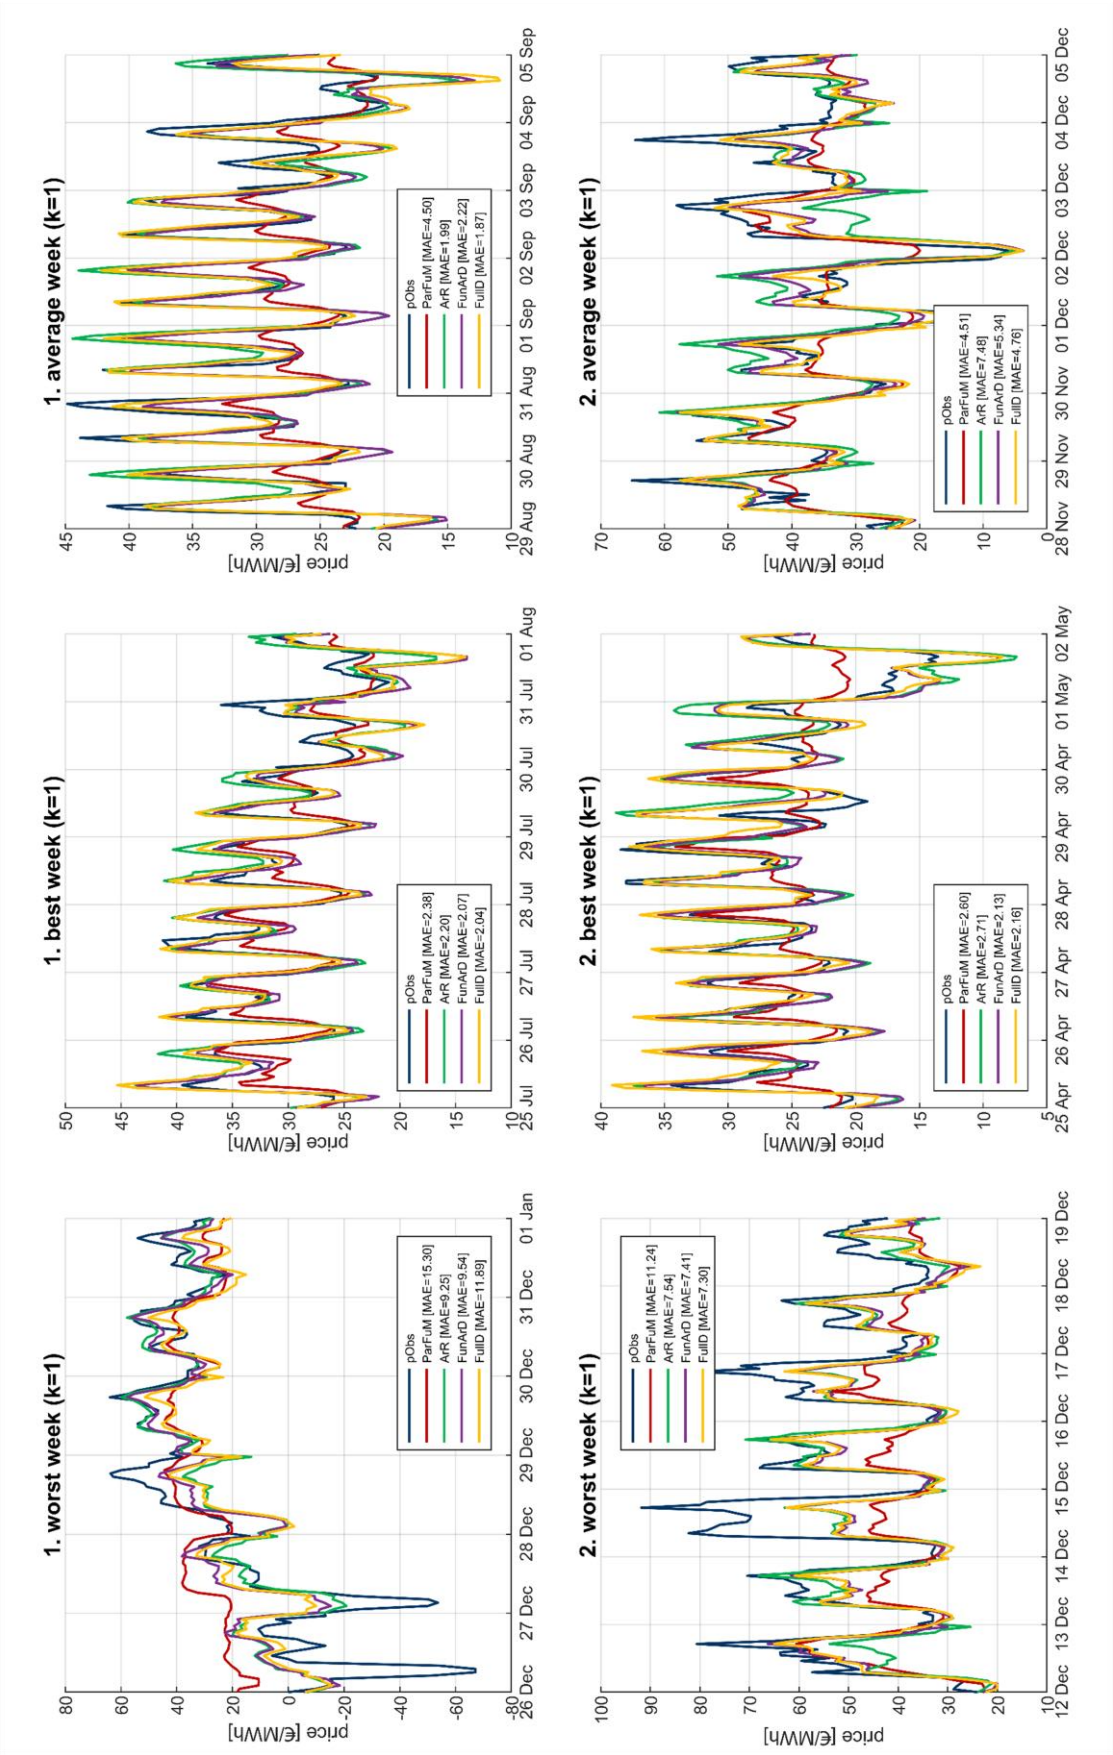 1. worst week (k=1)
price [€/MWh]
80
60
40
20
0
-20
-40
-60
-80
26 Dec 27 Dec 28 Dec 29 Dec 30 Dec 31 Dec 01 Jan
pObs
ParFuM [MAE=15.30]
ArR [MAE=9.25]
FunArD [MAE=9.54]
FullD [MAE=11.89]
1. best week (k=1)
price [€/MWh]
50
45
40
35
30
25
20
15
10
25 Jul 26 Jul 27 Jul 28 Jul 29 Jul 30 Jul 31 Jul 01 Aug
pObs
ParFuM [MAE=2.38]
ArR [MAE=2.20]
FunArD [MAE=2.07]
FullD [MAE=2.04]
1. average week (k=1)
price [€/MWh]
45
40
35
30
25
20
15
10
29 Aug 30 Aug 31 Aug 01 Sep 02 Sep 03 Sep 04 Sep 05 Sep
pObs
ParFuM [MAE=4.50]
ArR [MAE=1.99]
FunArD [MAE=2.22]
FullD [MAE=1.87]
2. worst week (k=1)
price [€/MWh]
100
90
80
70
60
50
40
30
20
10
12 Dec 13 Dec 14 Dec 15 Dec 16 Dec 17 Dec 18 Dec 19 Dec
pObs
ParFuM [MAE=11.24]
ArR [MAE=7.54]
FunArD [MAE=7.41]
FullD [MAE=7.30]
2. best week (k=1)
price [€/MWh]
40
35
30
25
20
15
10
5
25 Apr 26 Apr 27 Apr 28 Apr 29 Apr 30 Apr 01 May 02 May
pObs
ParFuM [MAE=2.60]
ArR [MAE=2.71]
FunArD [MAE=2.13]
FullD [MAE=2.16]
2. average week (k=1)
price [€/MWh]
70
60
50
40
30
20
10
0
28 Nov 29 Nov 30 Nov 01 Dec 02 Dec 03 Dec 04 Dec 05 Dec
pObs
ParFuM [MAE=4.51]
ArR [MAE=7.48]
FunArD [MAE=5.34]
FullD [MAE=4.76]